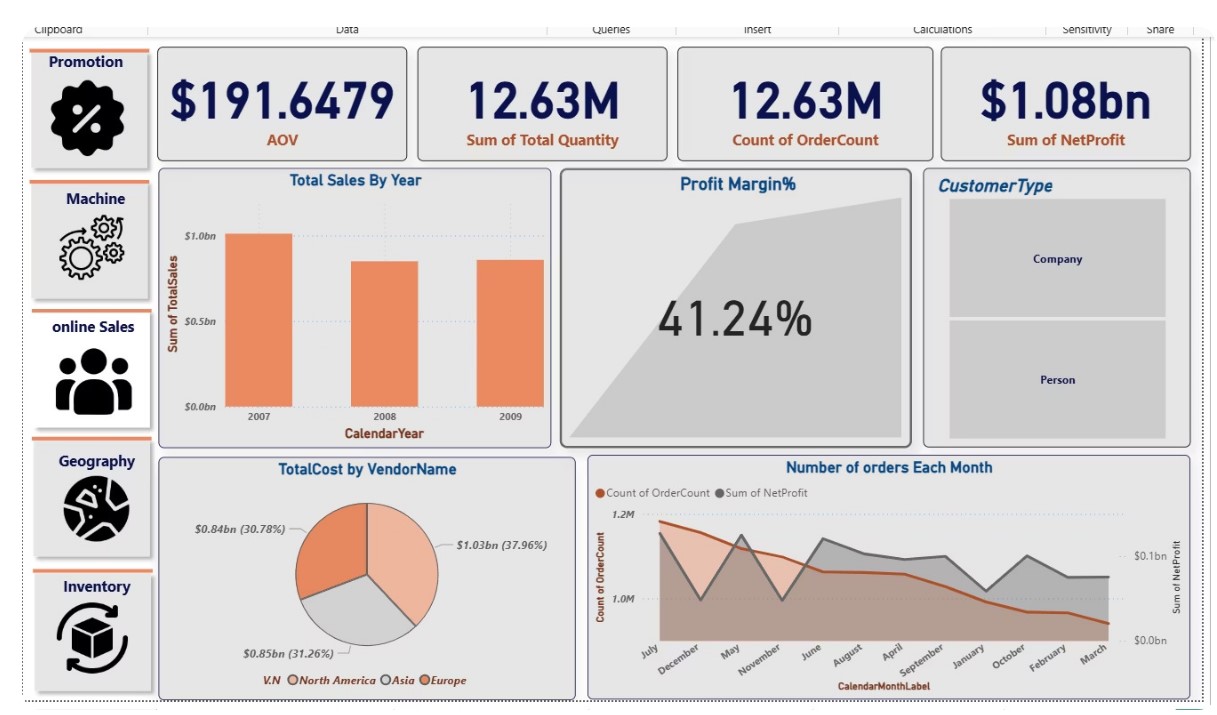 Clipboard Data Queries Insert Calculations Sensitivity Share
Promotion
$191.6479
AOV
12.63M
Sum of Total Quantity
12.63M
Count of OrderCount
$1.08bn
Sum of NetProfit
Machine
online Sales
Geography
Inventory
Total Sales By Year
Sum of TotalSales
$1.0bn
$0.5bn
$0.0bn
2007 2008 2009
CalendarYear
Profit Margin%
41.24%
CustomerType
Company
Person
TotalCost by VendorName
$0.84bn (30.78%)
$1.03bn (37.96%)
$0.85bn (31.26%)
V.N North America Asia Europe
Number of orders Each Month
Count of OrderCount Sum of NetProfit
Count of OrderCount
1.2M
1.0M
$0.1bn
$0.0bn
Sum of NetProfit
July December May November June August April September January October February March
CalendarMonthLabel